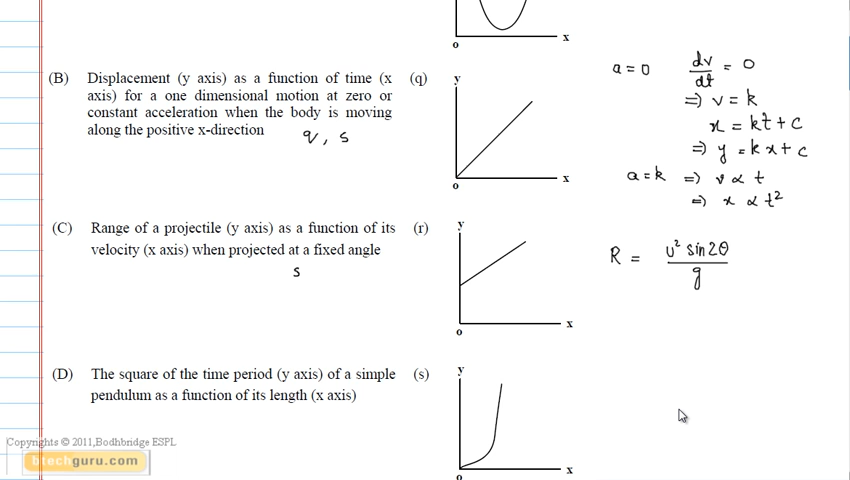 o
x
(B) Displacement (y axis) as a function of time (x (q)
axis) for a one dimensional motion at zero or
constant acceleration when the body is moving
along the positive x-direction
q, s
y
o
x
a = 0 dv/dt = 0
⇒ v = k
x = kt + c
⇒ y = kx + c
a = k ⇒ v ∝ t
⇒ x ∝ t²
(C) Range of a projectile (y axis) as a function of its (r)
velocity (x axis) when projected at a fixed angle
s
y
o
x
R = u² sin 2θ / g
(D) The square of the time period (y axis) of a simple (s)
pendulum as a function of its length (x axis)
y
o
x
Copyrights © 2011,Bodhbridge ESPL
btechguru.com